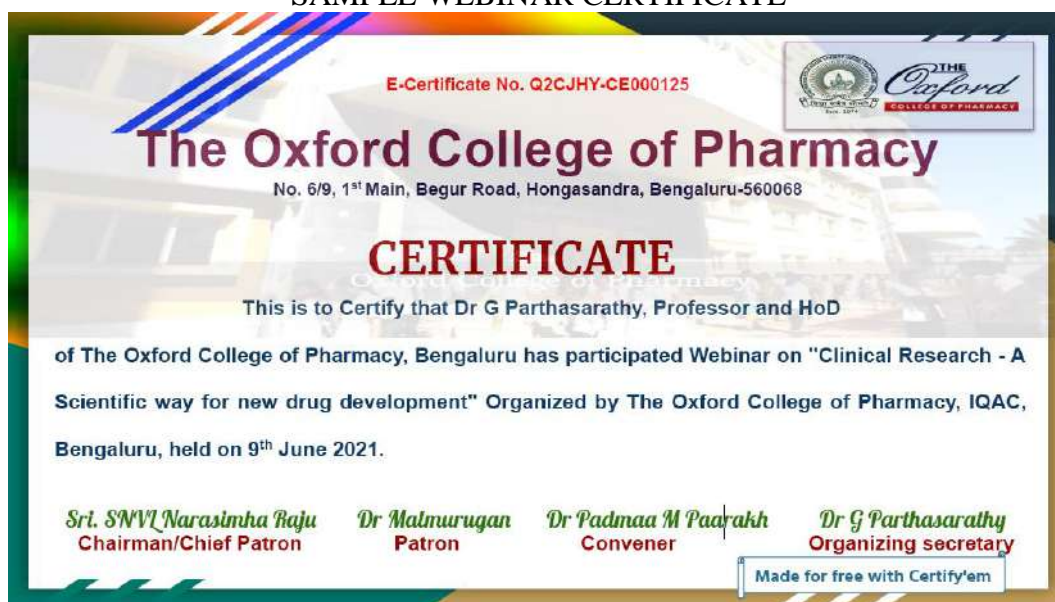 SAMPLE WEBINAR CERTIFICATE
E-Certificate No. Q2CJHY-CE000125
THE
Oxford
COLLEGE OF PHARMACY
The Oxford College of Pharmacy
No. 6/9, 1st Main, Begur Road, Hongasandra, Bengaluru-560068
CERTIFICATE
Oxford College of Pharmacy
This is to Certify that Dr G Parthasarathy, Professor and HoD
of The Oxford College of Pharmacy, Bengaluru has participated Webinar on "Clinical Research - A
Scientific way for new drug development" Organized by The Oxford College of Pharmacy, IQAC,
Bengaluru, held on 9th June 2021.
Sri. SNVL Narasimha Raju Dr Malmurugan Dr Padmaa M Paarakh Dr G Parthasarathy
Chairman/Chief Patron Patron Convener Organizing secretary
Made for free with Certify'em